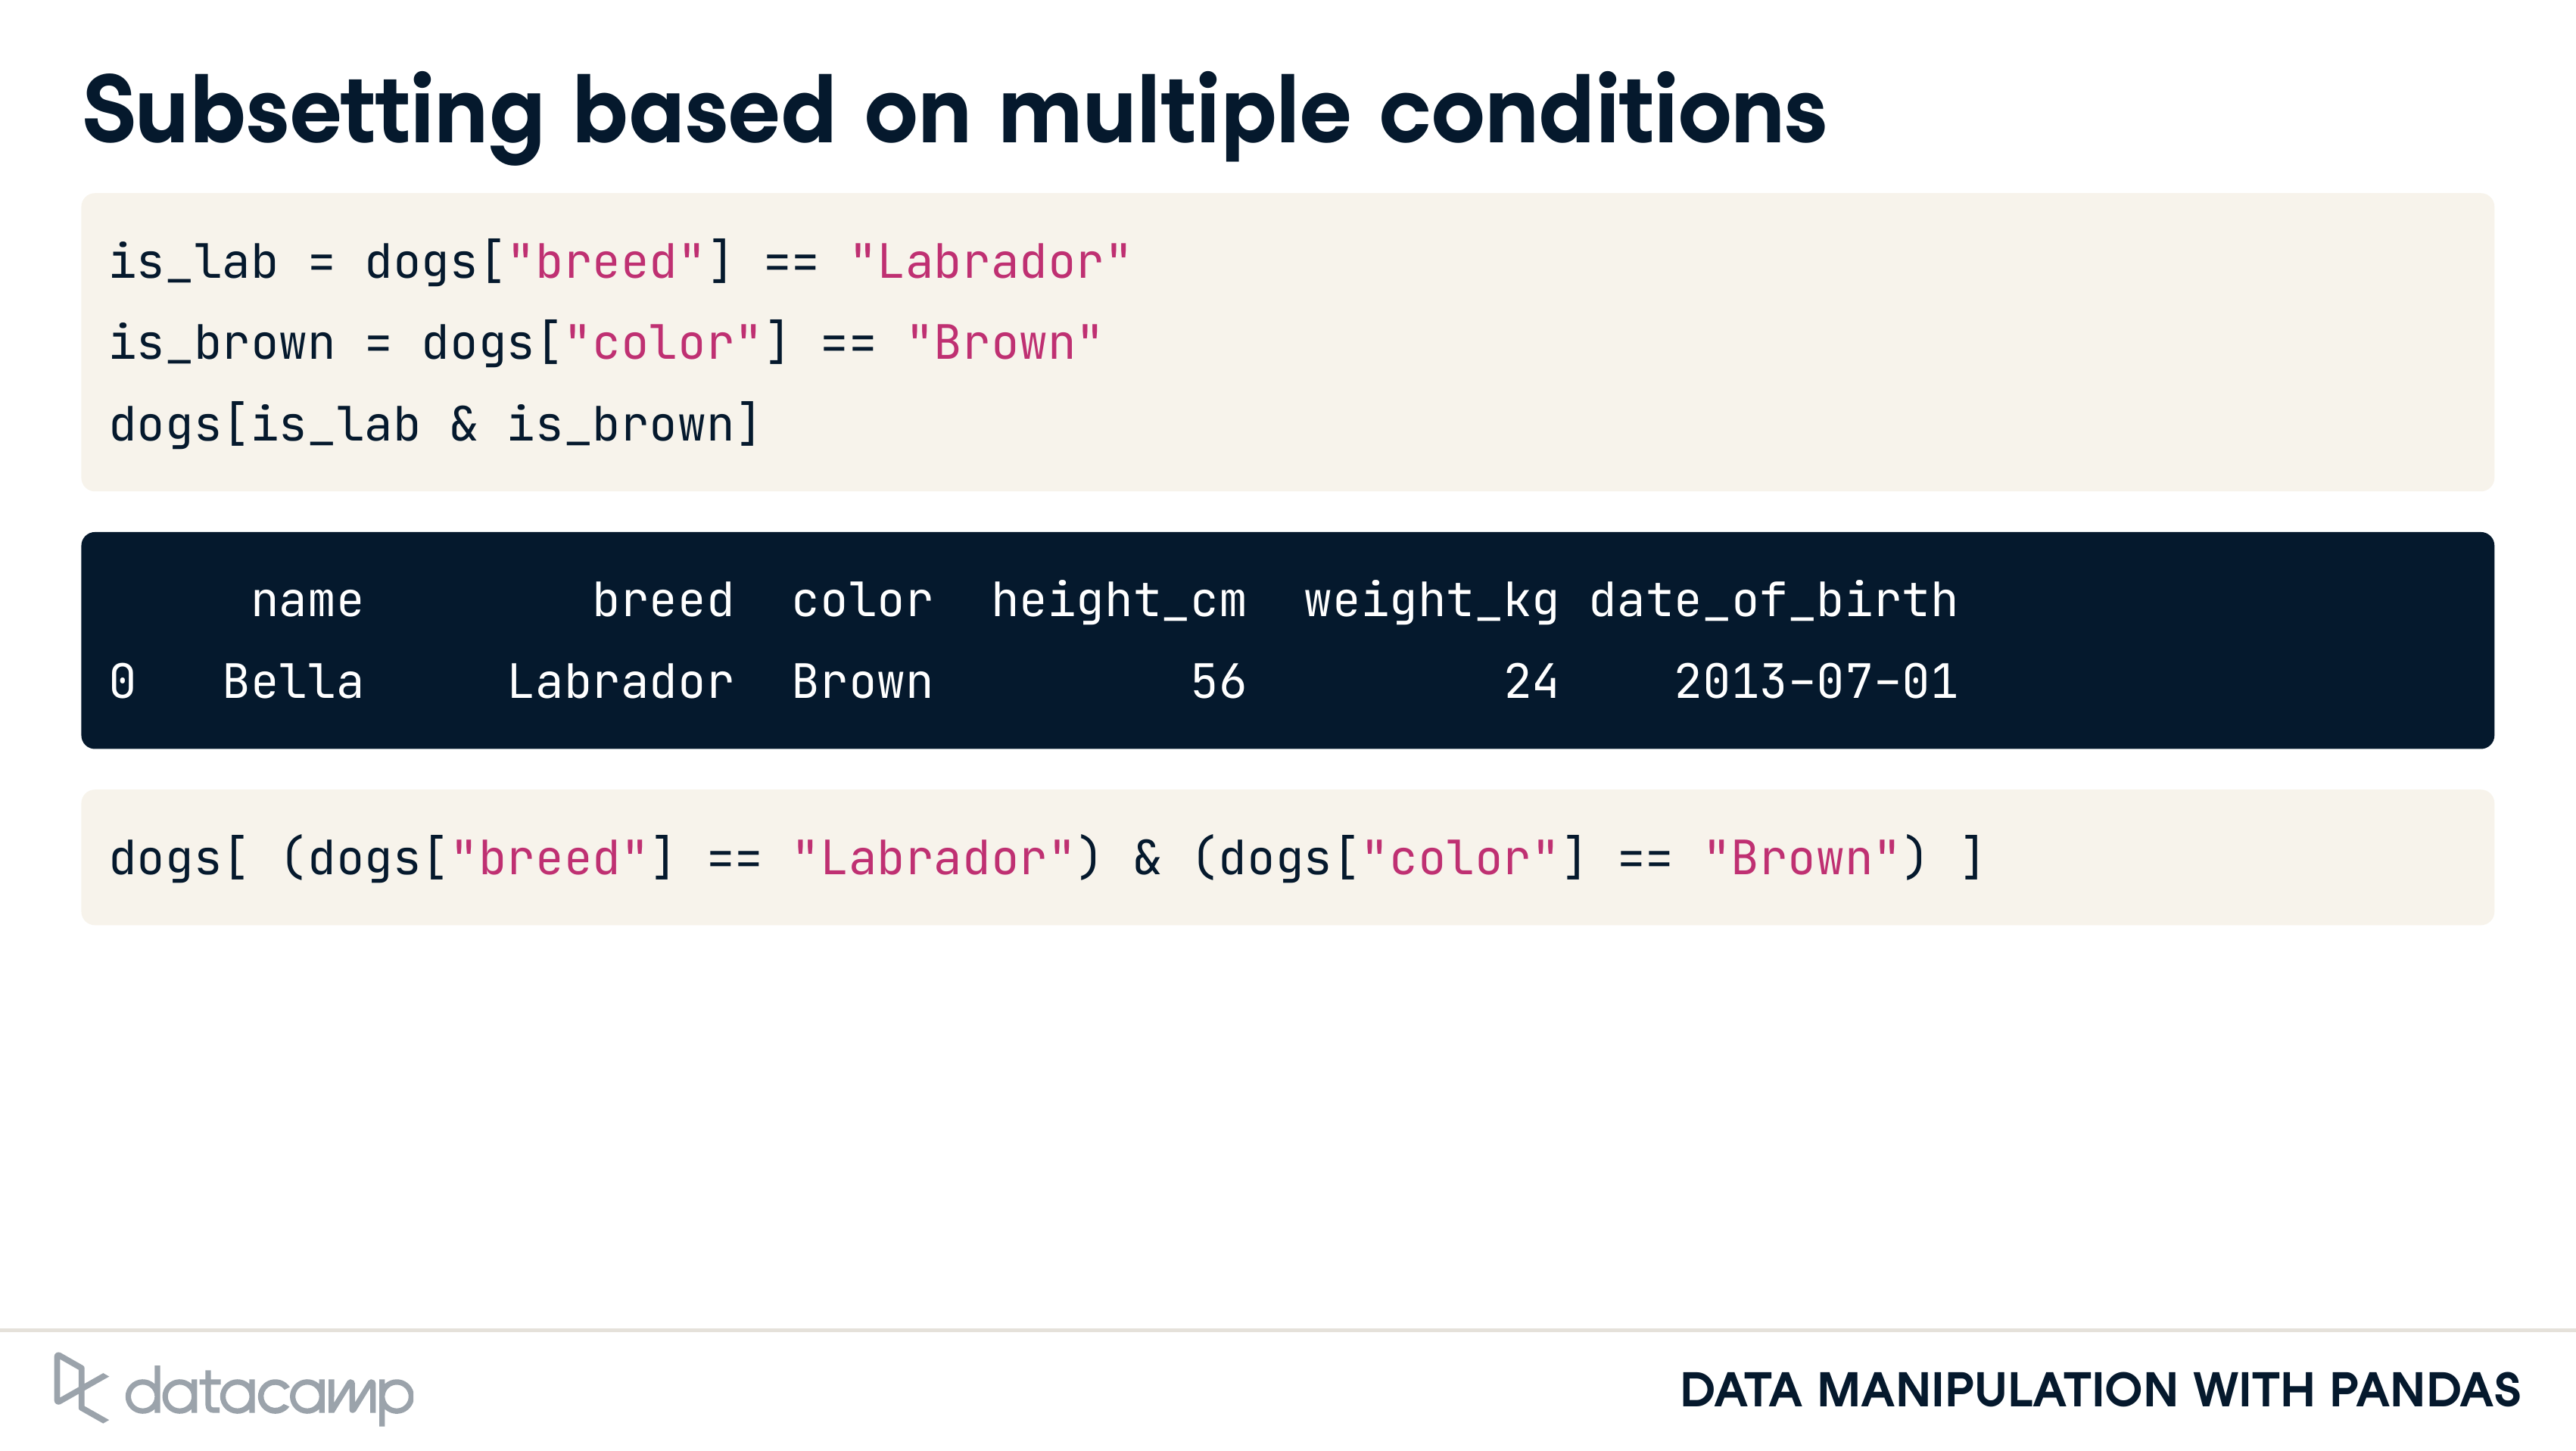 Subsetting based on multiple conditions
is_lab = dogs["breed"] == "Labrador"
is_brown = dogs["color"] == "Brown"
dogs[is_lab & is_brown]
name breed color height_cm weight_kg date_of_birth
0 Bella Labrador Brown 56 24 2013-07-01
dogs[ (dogs["breed"] == "Labrador") & (dogs["color"] == "Brown") ]
datacamp
DATA MANIPULATION WITH PANDAS